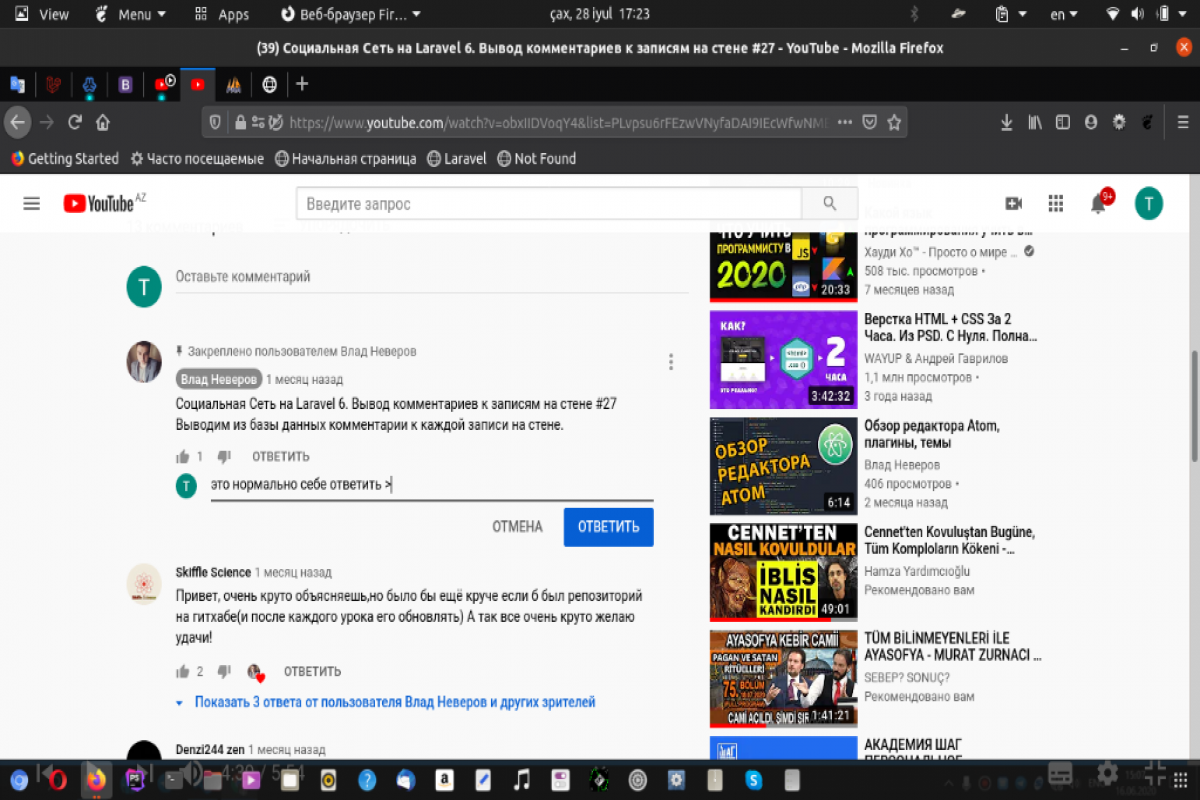 View Menu Apps Веб-браузер Fir... çax, 28 iyul 17:23 en
(39) Социальная Сеть на Laravel 6. Вывод комментариев к записям на стене #27 - YouTube - Mozilla Firefox
https://www.youtube.com/watch?v=obxIIDVoqY4&list=PLvpsu6rFEzwVNyfaDAI9IEcWfwNM
Getting Started Часто посещаемые Начальная страница Laravel Not Found
YouTube AZ
Введите запрос
9+
T
T
Оставьте комментарий
Закреплено пользователем Влад Неверов
Влад Неверов 1 месяц назад
Социальная Сеть на Laravel 6. Вывод комментариев к записям на стене #27
Выводим из базы данных комментарии к каждой записи на стене.
1 ОТВЕТИТЬ
T
это нормально себе ответить >
ОТМЕНА ОТВЕТИТЬ
Skiffle Science 1 месяц назад
Привет, очень круто объясняешь,но было бы ещё круче если б был репозиторий
на гитхабе(и после каждого урока его обновлять) А так все очень круто желаю
удачи!
2 ОТВЕТИТЬ
Показать 3 ответа от пользователя Влад Неверов и других зрителей
Denzi244 zen 1 месяц назад
ЧТО УЧИТЬ
ПРОГРАММИСТУ В
2020
JS
php
20:33
программирования учить в...
Хауди Хо™ - Просто о мире ...
508 тыс. просмотров •
7 месяцев назад
КАК?
2
ЧАСА
ЭТО РЕАЛЬНО?
3:42:32
Верстка HTML + CSS За 2
Часа. Из PSD. С Нуля. Полна...
WAYUP & Андрей Гаврилов
1,1 млн просмотров •
3 года назад
ОБЗОР
РЕДАКТОРА
ATOM
6:14
Обзор редактора Atom,
плагины, темы
Влад Неверов
406 просмотров •
2 месяца назад
CENNET'TEN
NASIL KOVULDULAR
İBLİS
NASIL
KANDIRDI
49:01
Cennet'ten Kovuluştan Bugüne,
Tüm Komploların Kökeni -...
Hamza Yardımcıoğlu
Рекомендовано вам
AYASOFYA KEBİR CAMİİ
PAGAN VE SATAN
RİTÜELLERİ
75. BÖLÜM
CAMİ AÇILDI, ŞİMDİ SIR
1:41:21
TÜM BİLİNMEYENLERİ İLE
AYASOFYA - MURAT ZURNACI ...
SEBEP? SONUÇ?
Рекомендовано вам
ШАГ
АКАДЕМИЯ ШАГ
4:30 / 5:54